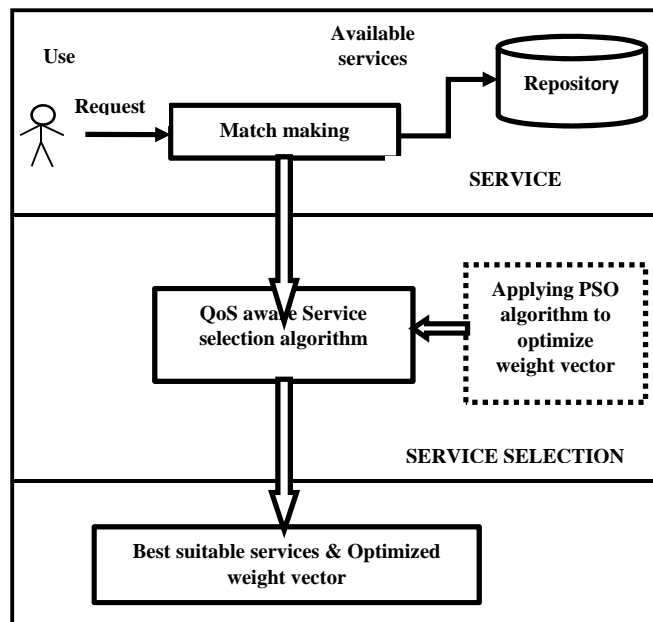 Use
Available
services
Repository
Request
Match making
SERVICE
QoS aware Service
selection algorithm
Applying PSO
algorithm to
optimize
weight vector
SERVICE SELECTION
Best suitable services & Optimized
weight vector